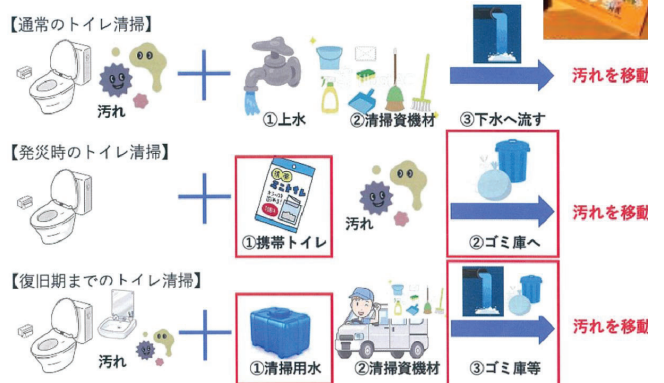 【通常のトイレ清掃】
汚れ
①上水
②清掃資機材
③下水へ流す
汚れを移動
【発災時のトイレ清掃】
①携帯トイレ
汚れ
②ゴミ庫へ
汚れを移動
【復旧期までのトイレ清掃】
汚れ
①清掃用水
②清掃資機材
③ゴミ庫等
汚れを移動